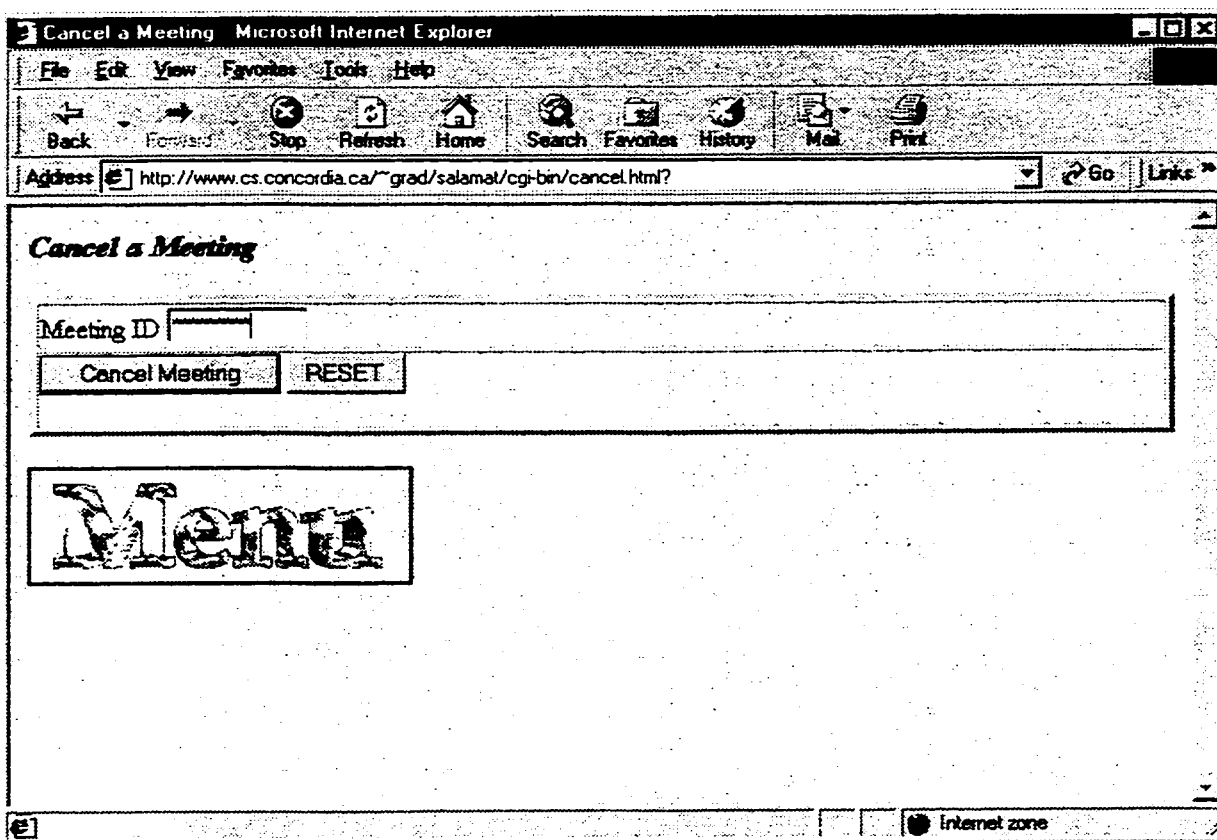 Cancel a Meeting Microsoft Internet Explorer
File Edit View Favorites Tools Help
Back Forward Stop Refresh Home Search Favorites History Mail Print
Address http://www.cs.concordia.ca/~grad/salamat/cgi-bin/cancel.html? Go Links »
Cancel a Meeting
Meeting ID ********
Cancel Meeting RESET
Menu
Internet zone